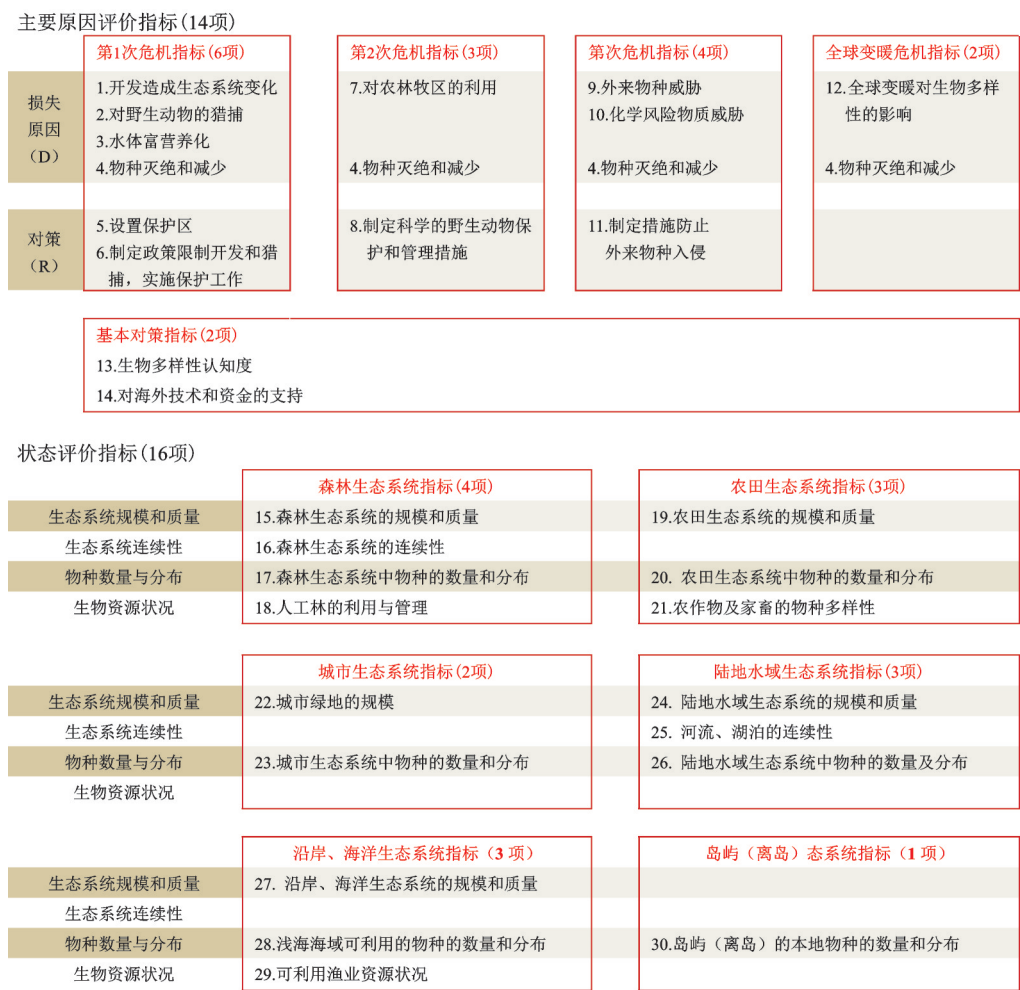 主要原因评价指标(14项)
第1次危机指标(6项)
第2次危机指标(3项)
第次危机指标(4项)
全球变暖危机指标(2项)
损失
原因
（D）
1.开发造成生态系统变化
2.对野生动物的猎捕
3.水体富营养化
4.物种灭绝和减少
7.对农林牧区的利用
4.物种灭绝和减少
9.外来物种威胁
10.化学风险物质威胁
4.物种灭绝和减少
12.全球变暖对生物多样
性的影响
4.物种灭绝和减少
对策
（R）
5.设置保护区
6.制定政策限制开发和猎
捕，实施保护工作
8.制定科学的野生动物保
护和管理措施
11.制定措施防止
外来物种入侵
基本对策指标(2项)
13.生物多样性认知度
14.对海外技术和资金的支持
状态评价指标(16项)
森林生态系统指标(4项)
农田生态系统指标(3项)
生态系统规模和质量
15.森林生态系统的规模和质量
19.农田生态系统的规模和质量
生态系统连续性
16.森林生态系统的连续性
物种数量与分布
17.森林生态系统中物种的数量和分布
20. 农田生态系统中物种的数量和分布
生物资源状况
18.人工林的利用与管理
21.农作物及家畜的物种多样性
城市生态系统指标(2项)
陆地水域生态系统指标(3项)
生态系统规模和质量
22.城市绿地的规模
24. 陆地水域生态系统的规模和质量
生态系统连续性
25. 河流、湖泊的连续性
物种数量与分布
23.城市生态系统中物种的数量和分布
26. 陆地水域生态系统中物种的数量及分布
生物资源状况
沿岸、海洋生态系统指标（3 项）
岛屿（离岛）态系统指标（1 项）
生态系统规模和质量
27. 沿岸、海洋生态系统的规模和质量
生态系统连续性
物种数量与分布
28.浅海海域可利用的物种的数量和分布
30.岛屿（离岛）的本地物种的数量和分布
生物资源状况
29.可利用渔业资源状况